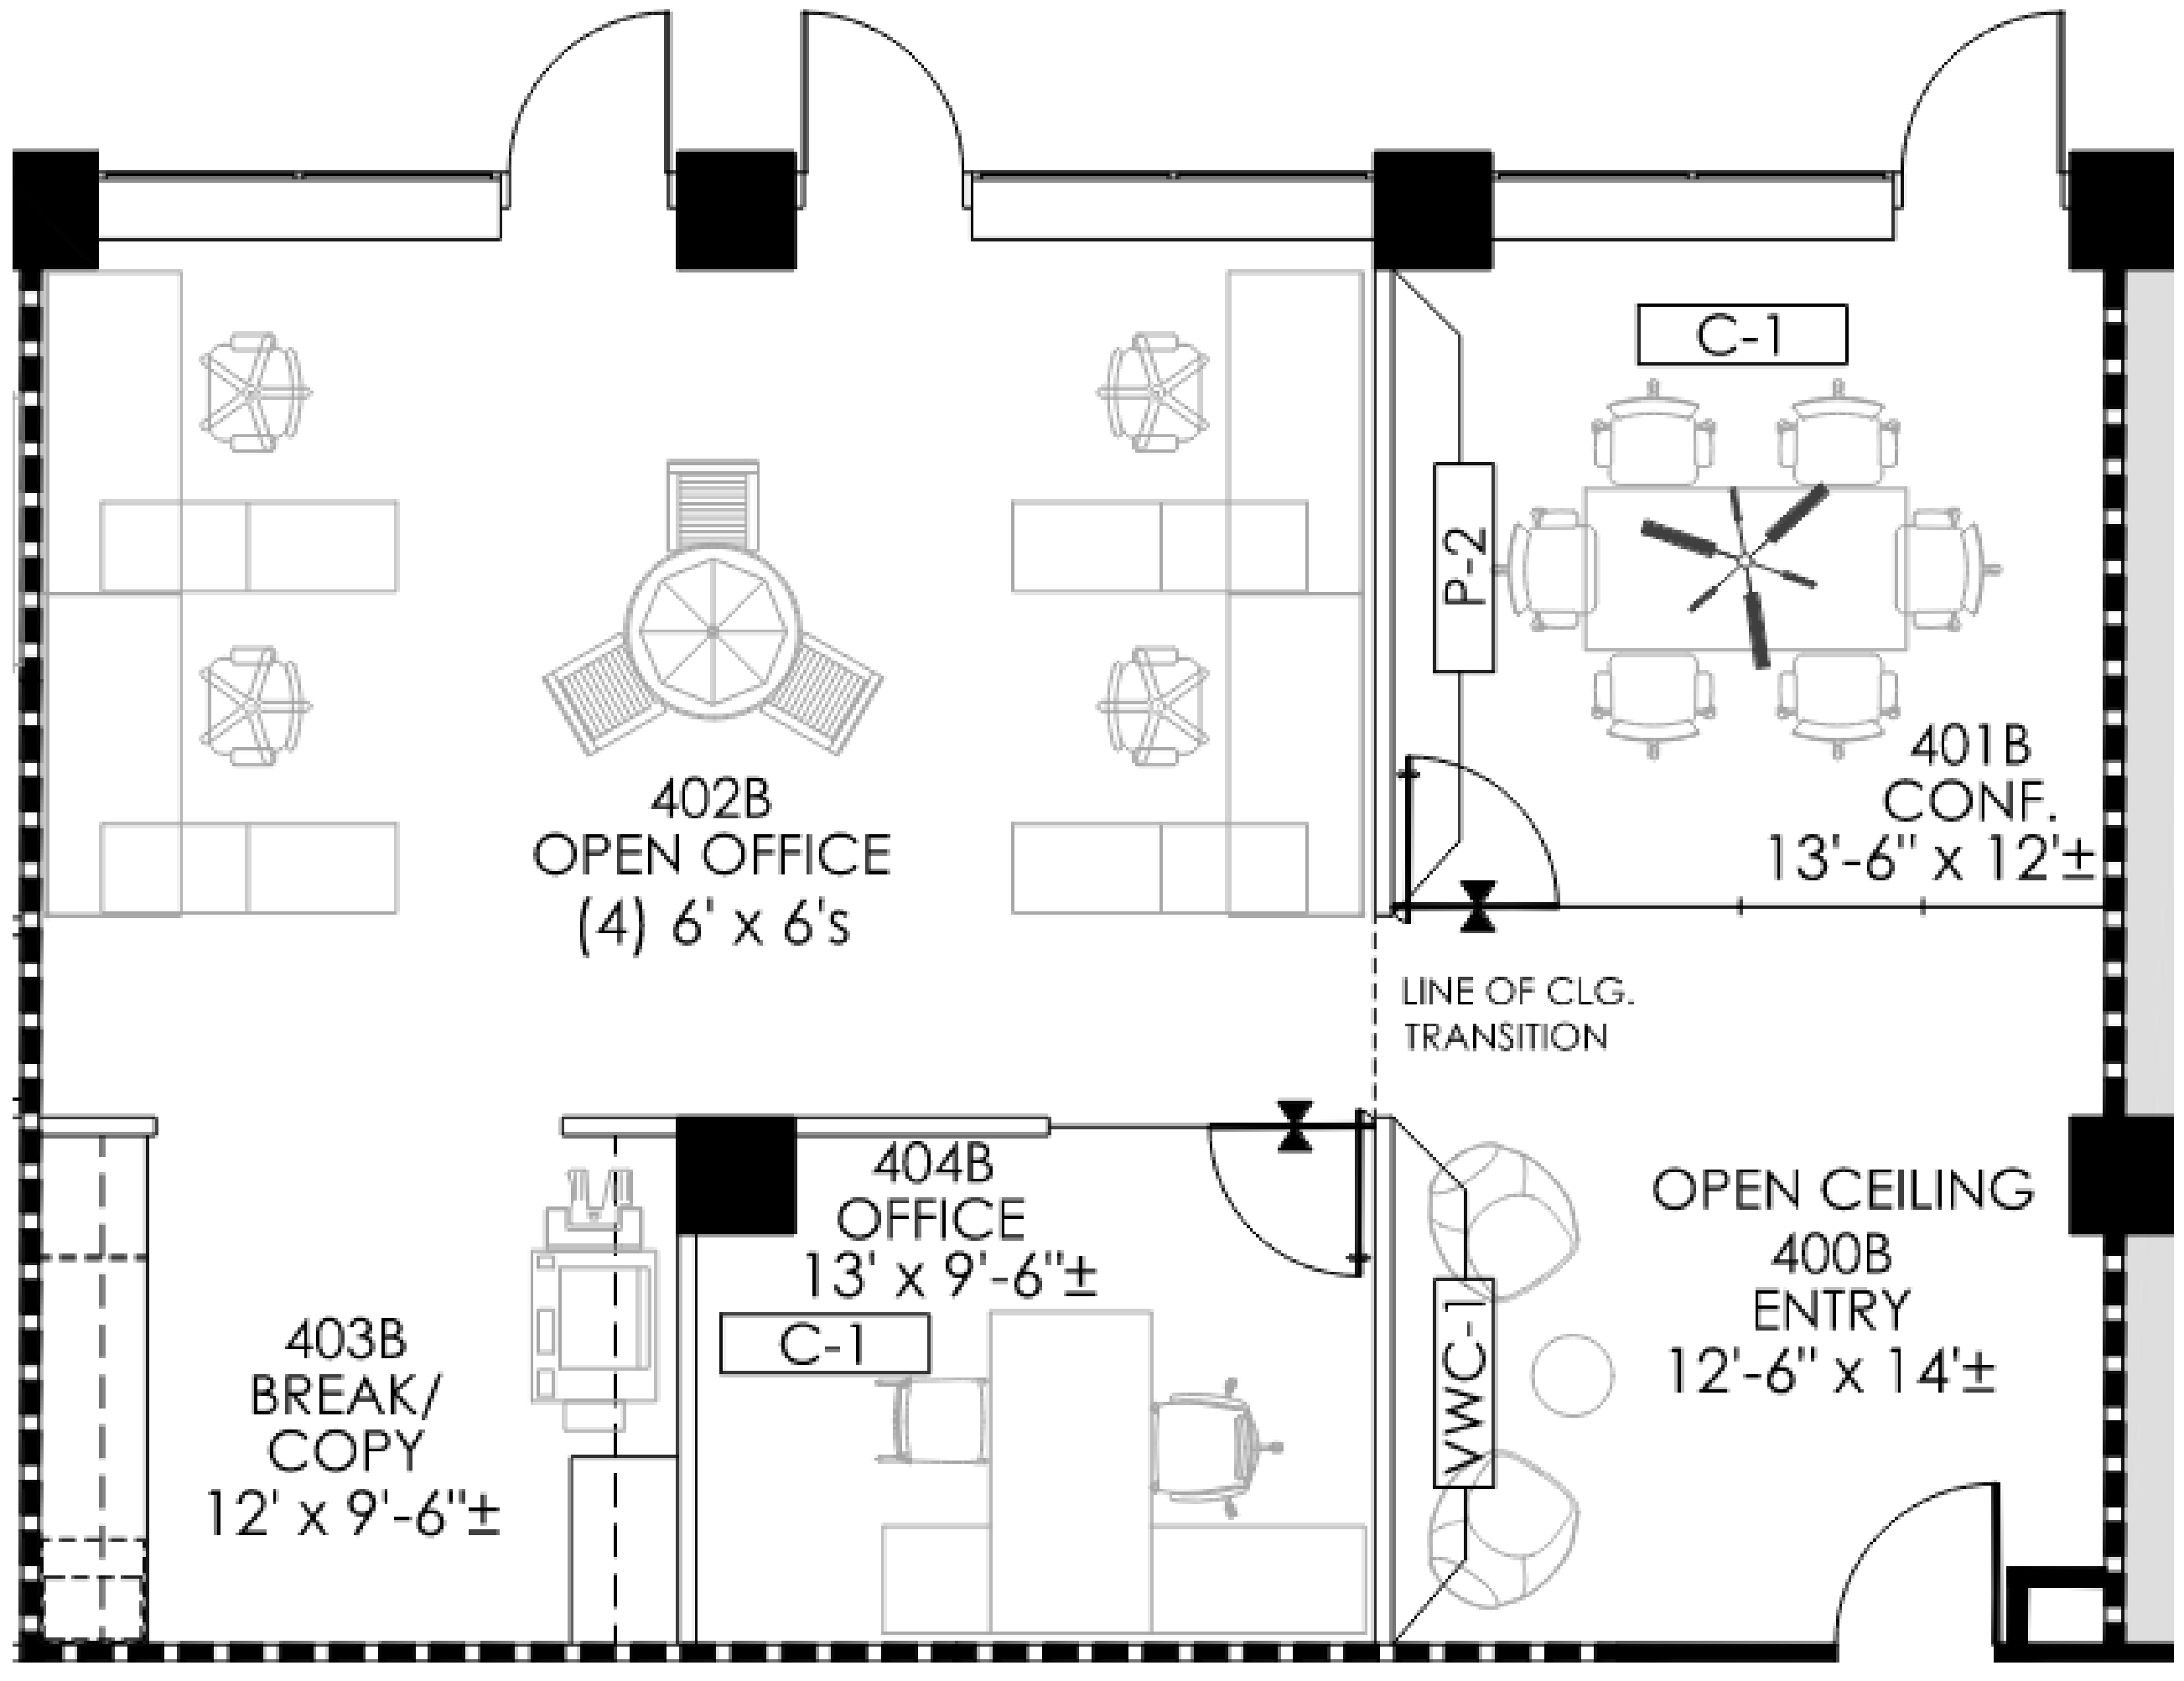 C-1
P-2
401B
CONF.
13'-6" x 12'±
402B
OPEN OFFICE
(4) 6' x 6's
LINE OF CLG.
TRANSITION
404B
OFFICE
13' x 9'-6"±
C-1
OPEN CEILING
400B
ENTRY
12'-6" x 14'±
VWC-1
403B
BREAK/
COPY
12' x 9'-6"±